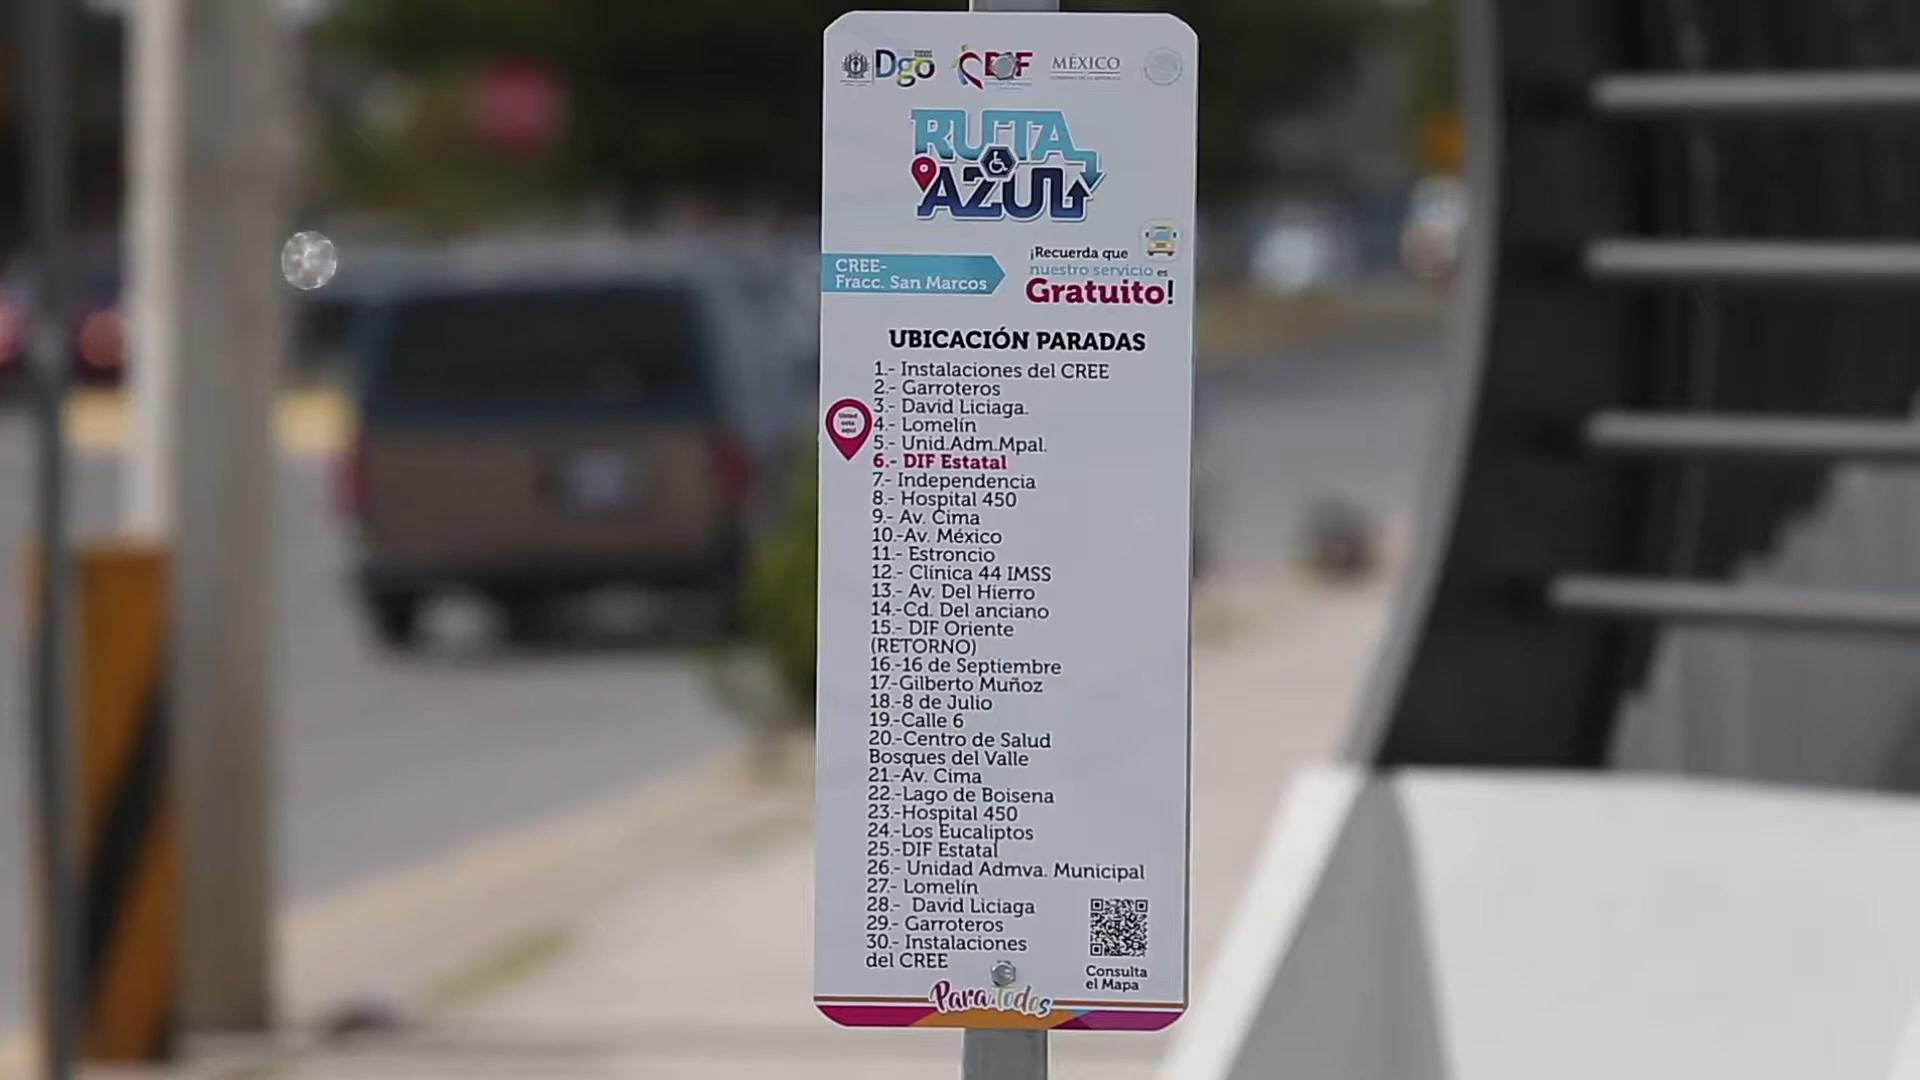 Dgo
DIF
MÉXICO
RUTA
AZUL
CREE-
Fracc. San Marcos
¡Recuerda que
nuestro servicio es
Gratuito!
UBICACIÓN PARADAS
1.- Instalaciones del CREE
2.- Garroteros
3.- David Liciaga.
Usted
esta
aquí
4.- Lomelín
5.- Unid.Adm.Mpal.
6.- DIF Estatal
7.- Independencia
8.- Hospital 450
9.- Av. Cima
10.-Av. México
11.- Estroncio
12.- Clínica 44 IMSS
13.- Av. Del Hierro
14.-Cd. Del anciano
15.- DIF Oriente
(RETORNO)
16.-16 de Septiembre
17.-Gilberto Muñoz
18.-8 de Julio
19.-Calle 6
20.-Centro de Salud
Bosques del Valle
21.-Av. Cima
22.-Lago de Boisena
23.-Hospital 450
24.-Los Eucaliptos
25.-DIF Estatal
26.- Unidad Admva. Municipal
27.- Lomelín
28.- David Liciaga
29.- Garroteros
30.- Instalaciones
del CREE
Consulta
el Mapa
Para Todos